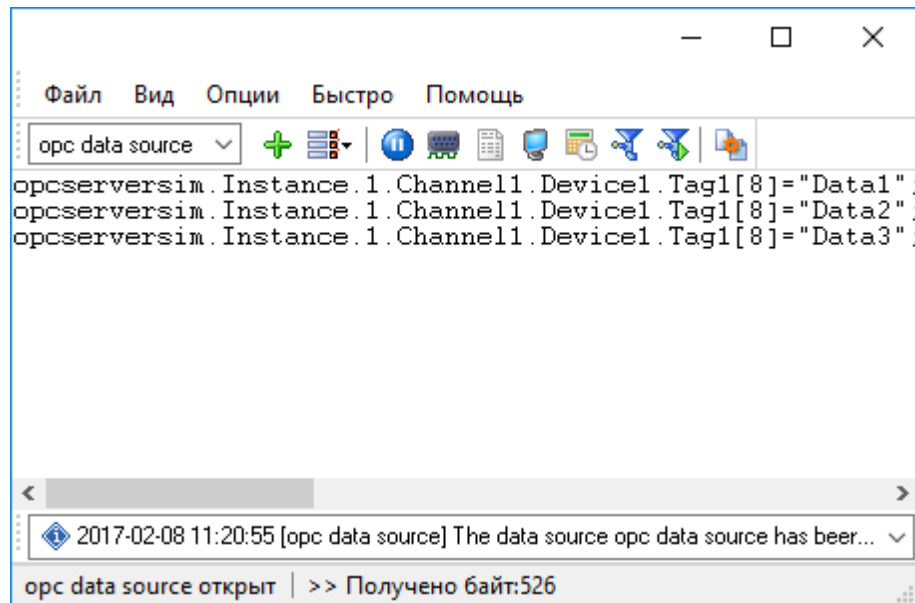 Файл Вид Опции Быстро Помощь
opc data source
opcserversim.Instance.1.Channel1.Device1.Tag1[8]="Data1";
opcserversim.Instance.1.Channel1.Device1.Tag1[8]="Data2";
opcserversim.Instance.1.Channel1.Device1.Tag1[8]="Data3";
2017-02-08 11:20:55 [opc data source] The data source opc data source has beer...
opc data source открыт | >> Получено байт:526